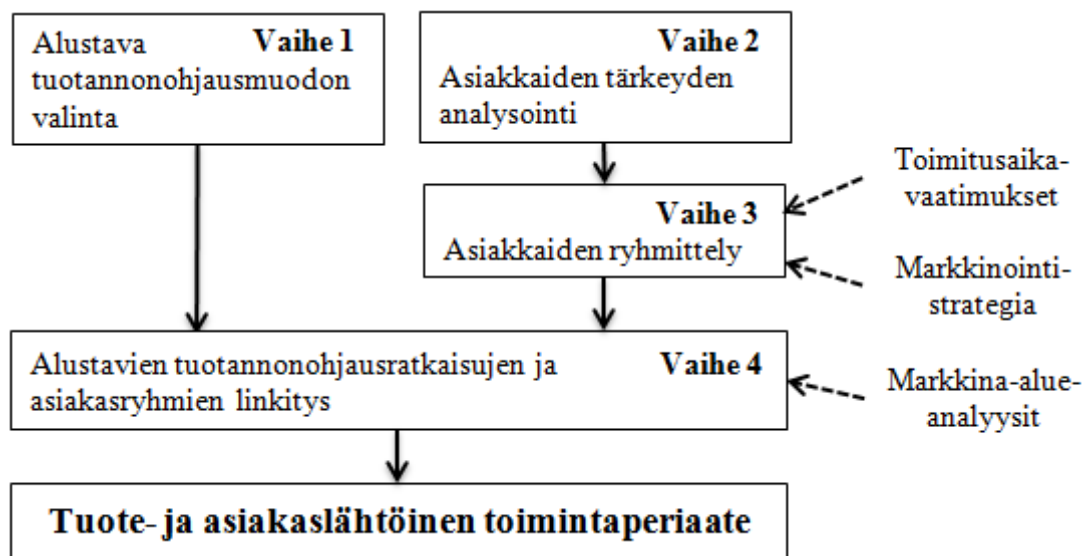 Alustava Vaihe 1
tuotannonohjausmuodon
valinta
Vaihe 2
Asiakkaiden tärkeyden
analysointi
Toimitusaika-
vaatimukset
Vaihe 3
Asiakkaiden ryhmittely
Markkinointi-
strategia
Alustavien tuotannonohjausratkaisujen ja Vaihe 4
asiakasryhmien linkitys
Markkina-alue-
analyysit
Tuote- ja asiakaslähtöinen toimintaperiaate